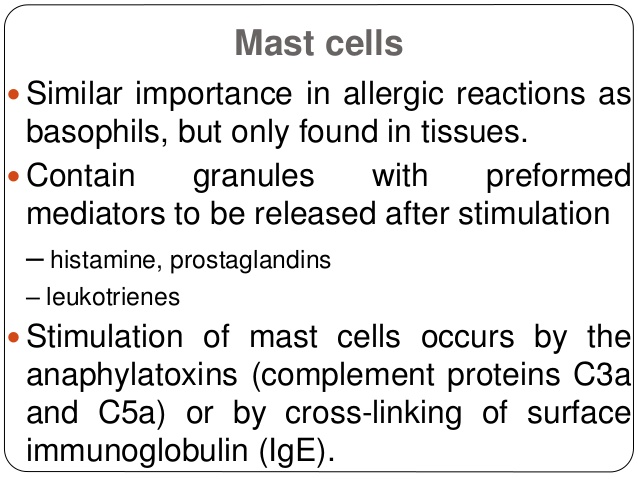 Mast cells
• Similar importance in allergic reactions as
basophils, but only found in tissues.
• Contain granules with preformed
mediators to be released after stimulation
– histamine, prostaglandins
– leukotrienes
• Stimulation of mast cells occurs by the
anaphylatoxins (complement proteins C3a
and C5a) or by cross-linking of surface
immunoglobulin (IgE).